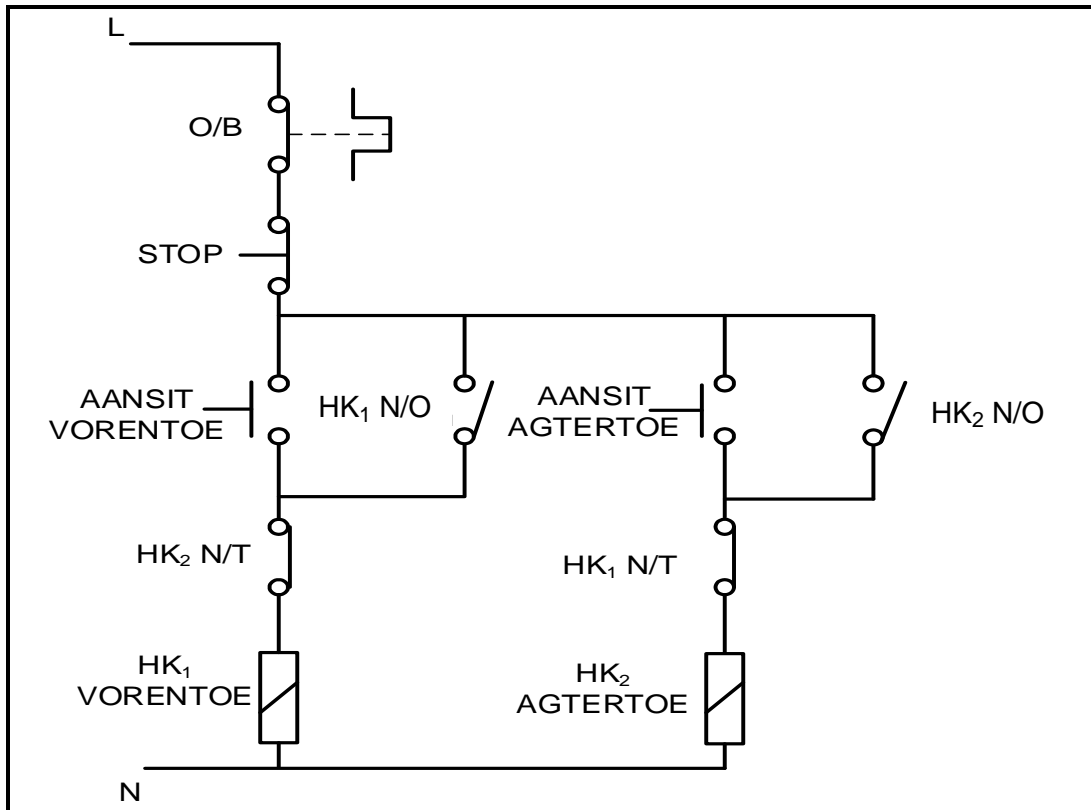 L
O/B
STOP
AANSIT
VORENTOE
HK₁ N/O
AANSIT
AGTERTOE
HK₂ N/O
HK₂ N/T
HK₁ N/T
HK₁
VORENTOE
HK₂
AGTERTOE
N